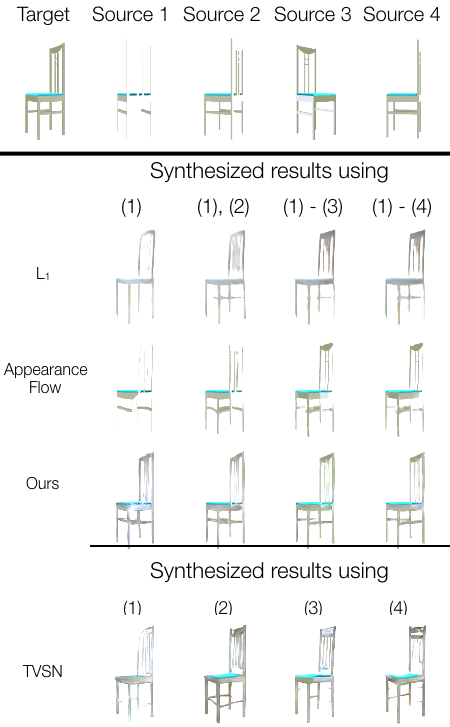 Target Source 1 Source 2 Source 3 Source 4
Synthesized results using
(1) (1), (2) (1) - (3) (1) - (4)
L₁
Appearance
Flow
Ours
Synthesized results using
(1) (2) (3) (4)
TVSN